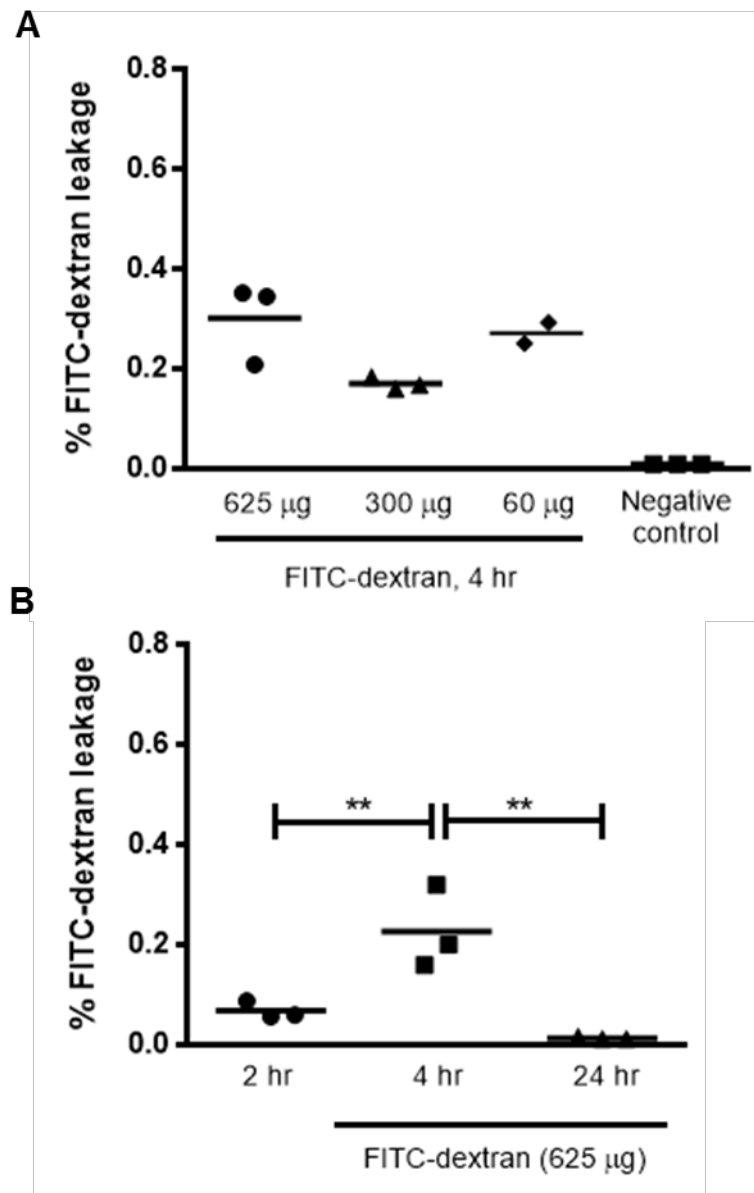 A
% FITC-dextran leakage
0.8
0.6
0.4
0.2
0.0
625 μg 300 μg 60 μg Negative
control
FITC-dextran, 4 hr
B
% FITC-dextran leakage
0.8
0.6
0.4
0.2
0.0
** **
2 hr 4 hr 24 hr
FITC-dextran (625 μg)